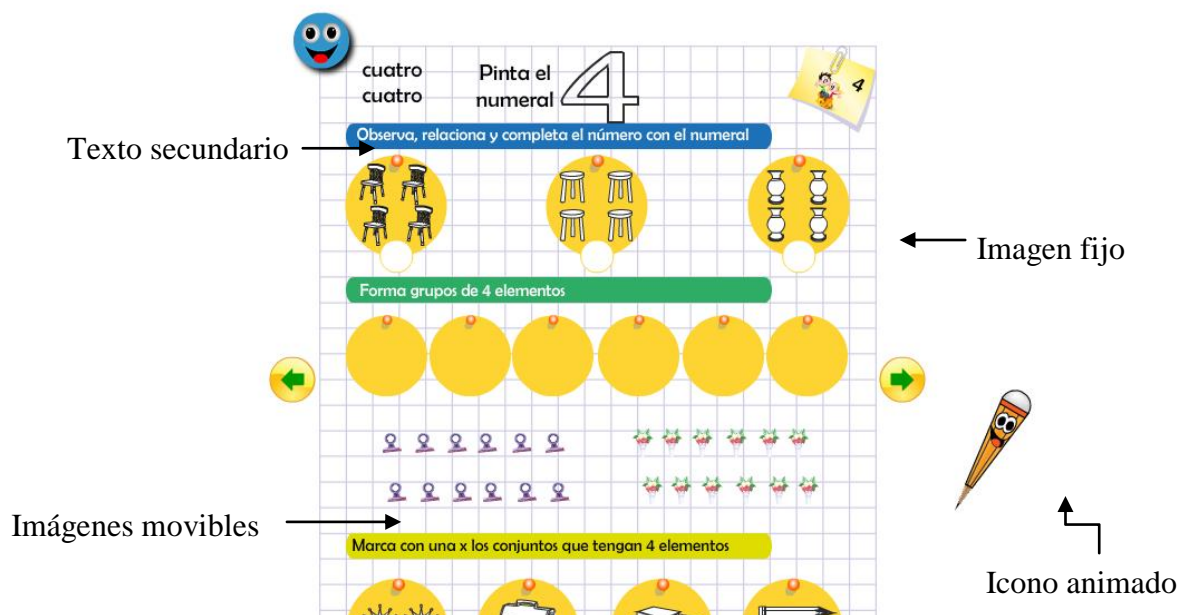 cuatro
cuatro
Pinta el
numeral
4
4
Observa, relaciona y completa el número con el numeral
Texto secundario
Imagen fijo
Forma grupos de 4 elementos
Imágenes movibles
Marca con una x los conjuntos que tengan 4 elementos
Icono animado